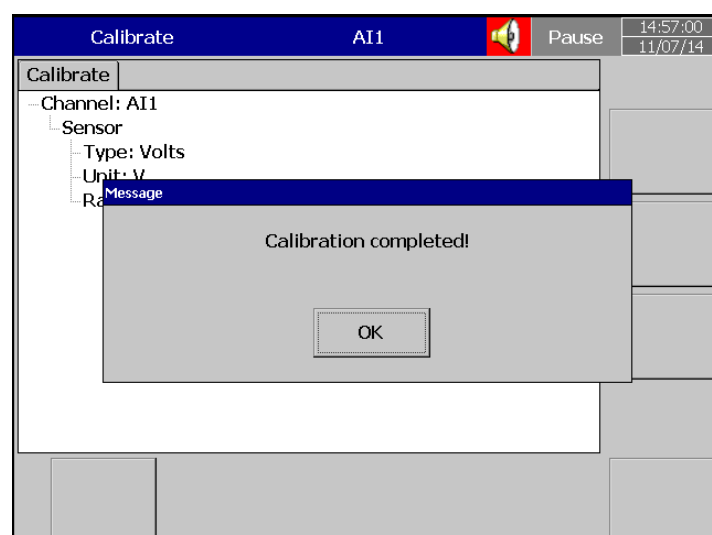 Calibrate AI1 Pause 14:57:00
11/07/14
Calibrate
Channel: AI1
Sensor
Type: Volts
Unit: V
Message
Calibration completed!
OK